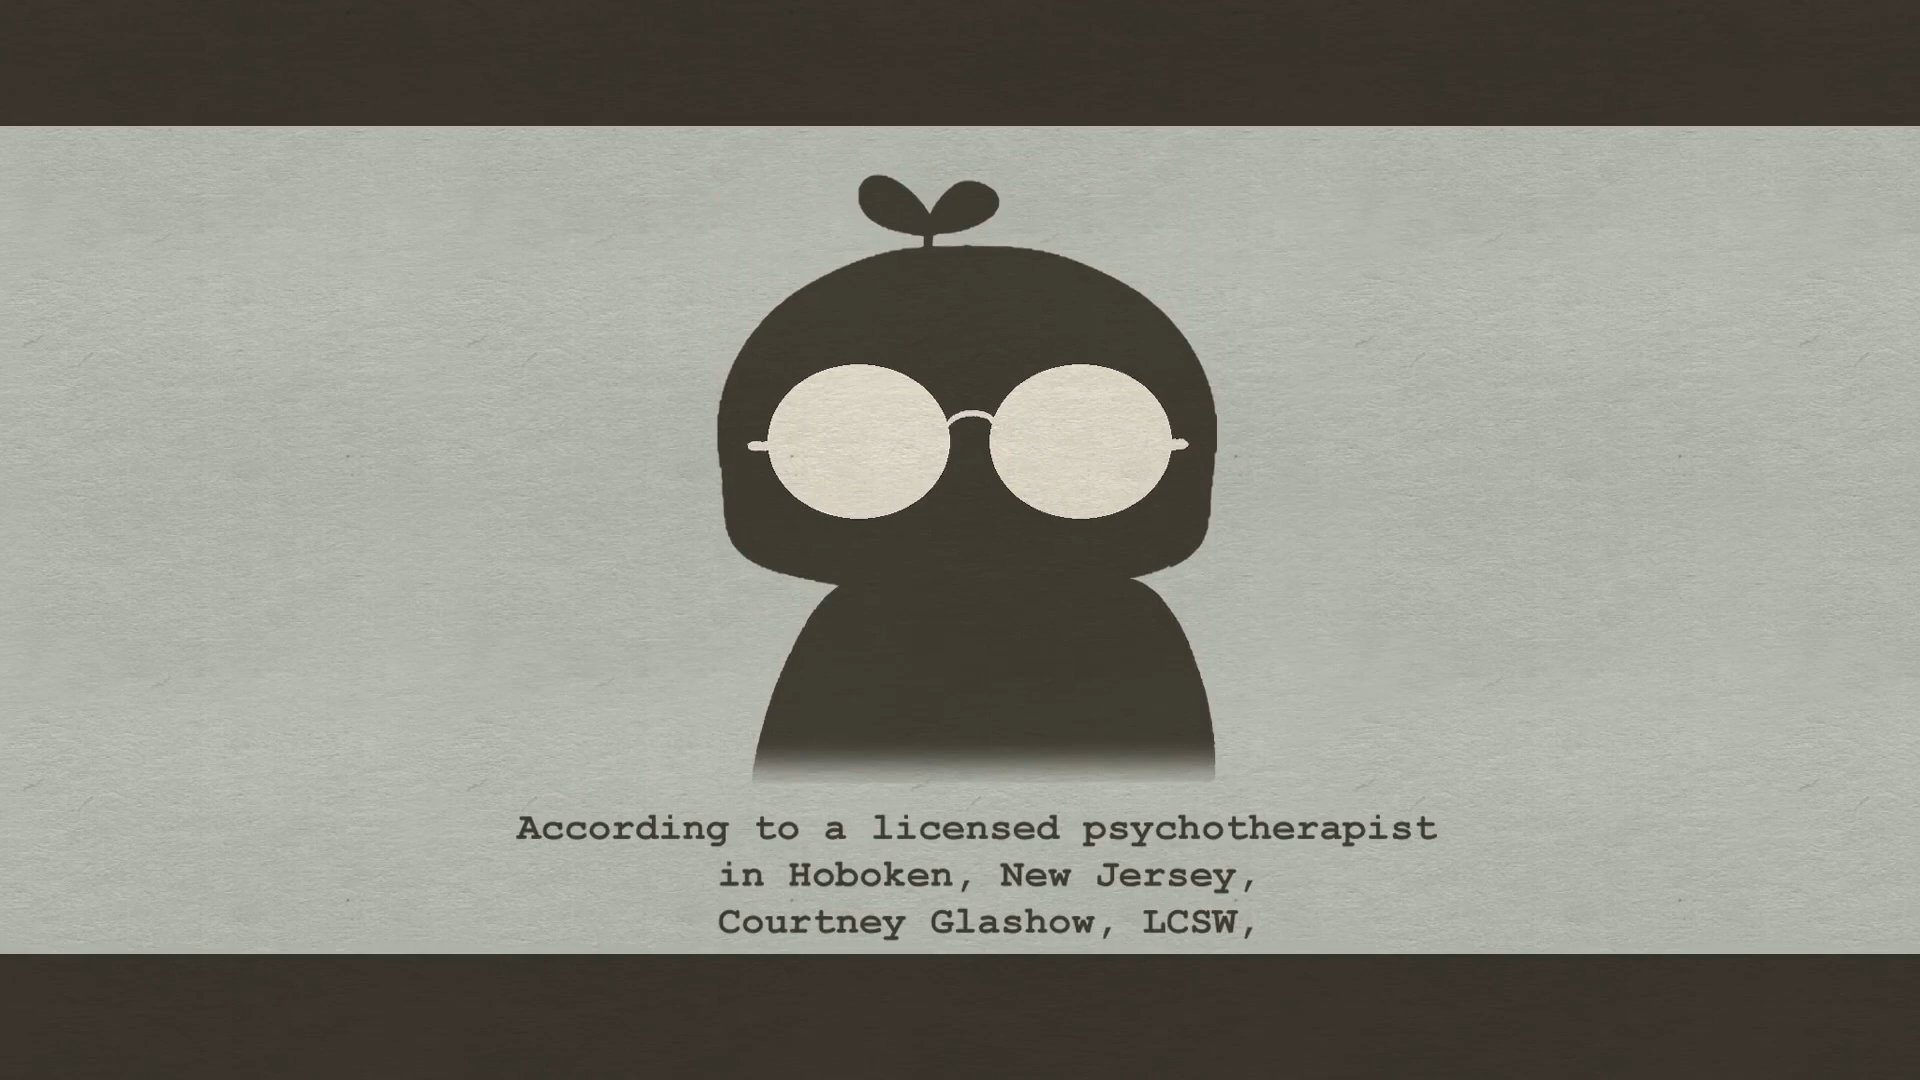 According to a licensed psychotherapist
in Hoboken, New Jersey,
Courtney Glashow, LCSW,